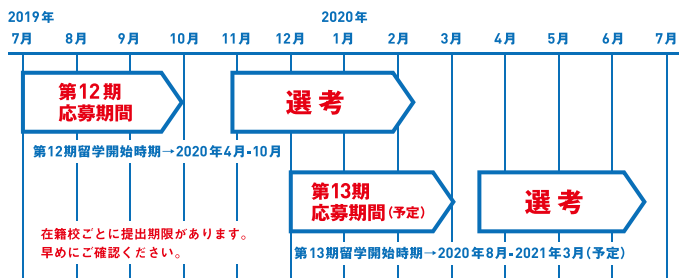 2019年
2020年
7月 8月 9月 10月 11月 12月 1月 2月 3月 4月 5月 6月 7月
第12期
応募期間
選考
第12期留学開始時期→2020年4月-10月
第13期
応募期間(予定)
選考
在籍校ごとに提出期限があります。
早めにご確認ください。
第13期留学開始時期→2020年8月-2021年3月(予定)